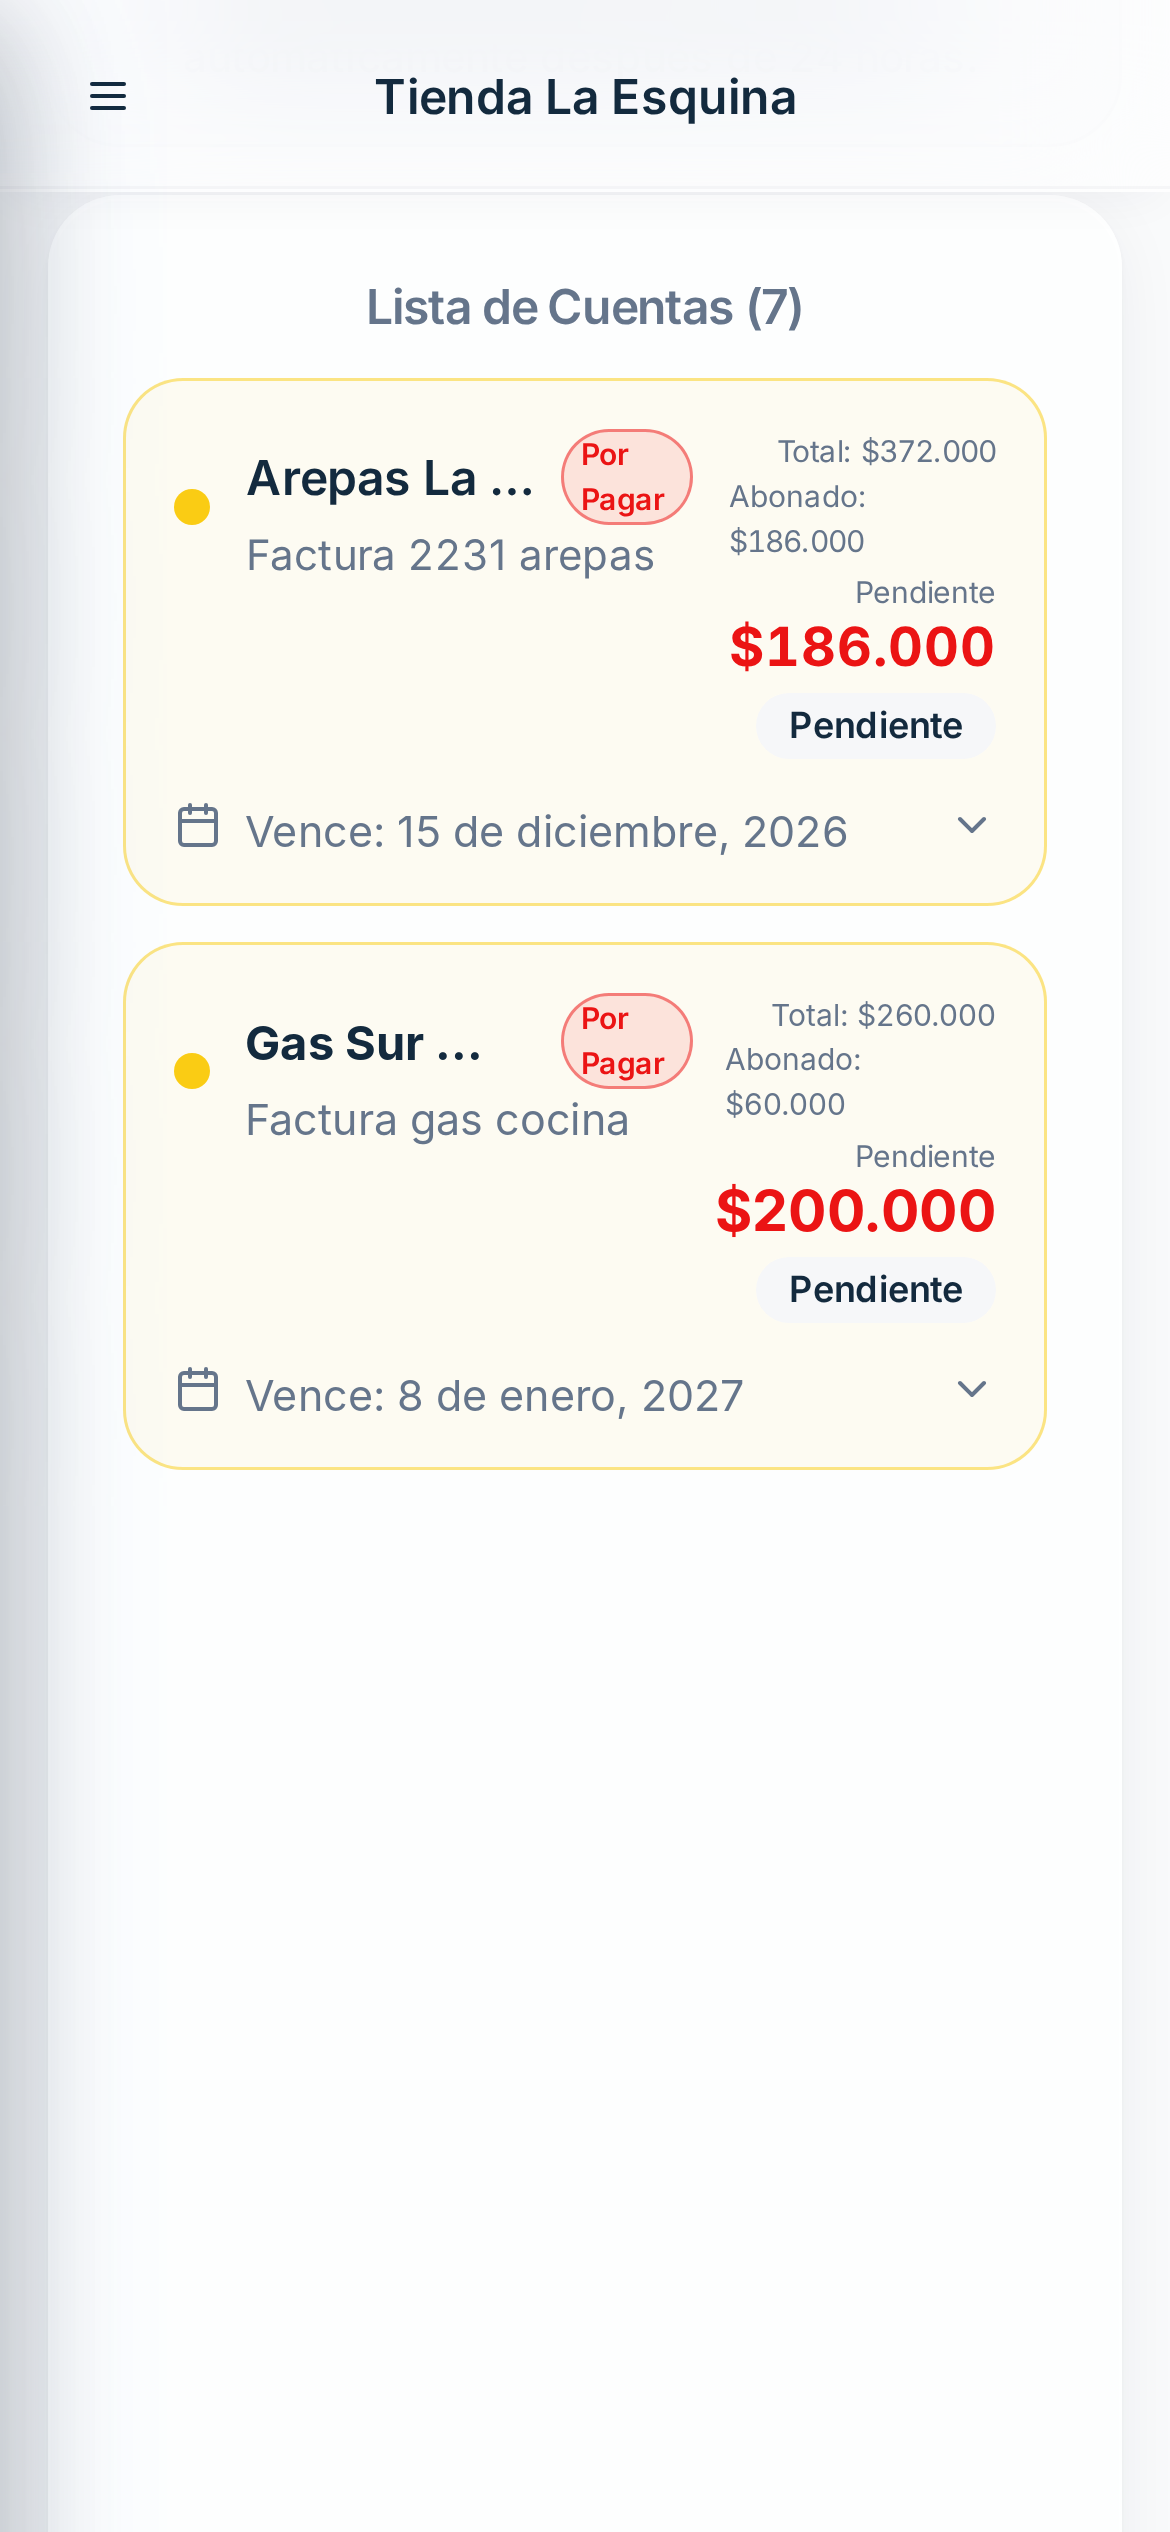 Tienda La Esquina
Lista de Cuentas (7)
Arepas La ...
Por
Pagar
Factura 2231 arepas
Total: $372.000
Abonado:
$186.000
Pendiente
$186.000
Pendiente
Vence: 15 de diciembre, 2026
Gas Sur ...
Por
Pagar
Factura gas cocina
Total: $260.000
Abonado:
$60.000
Pendiente
$200.000
Pendiente
Vence: 8 de enero, 2027